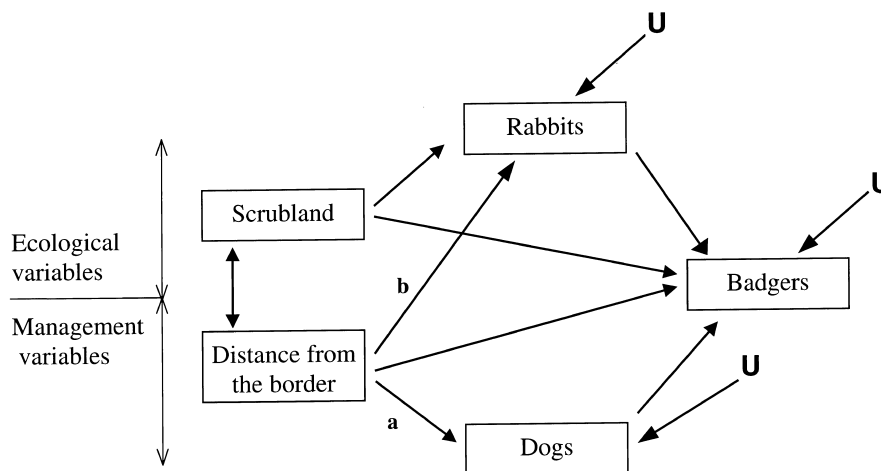 U
Rabbits
U
Scrubland
Ecological
variables
Badgers
b
Management
variables
Distance from
the border
U
a
Dogs